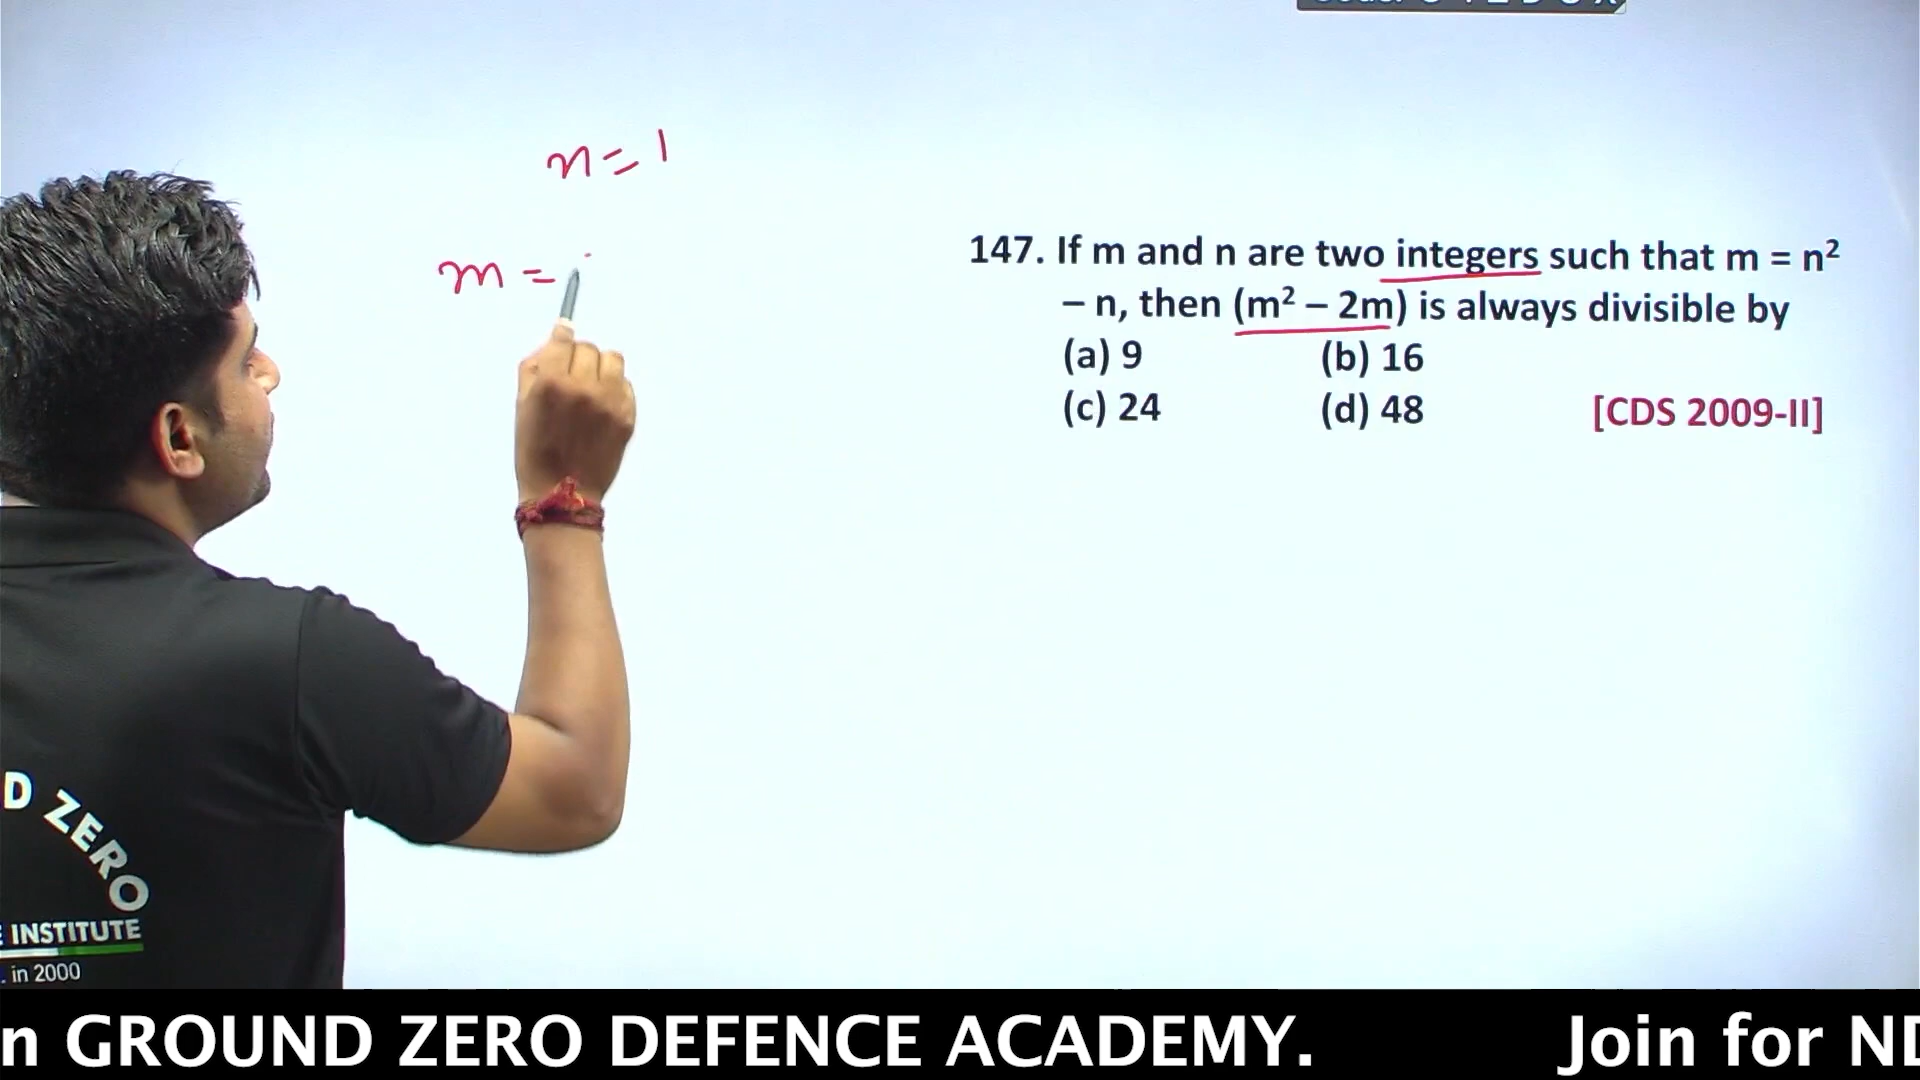 n = 1
m =
147. If m and n are two integers such that m = n²
– n, then (m² – 2m) is always divisible by
(a) 9 (b) 16
(c) 24 (d) 48 [CDS 2009-II]
D ZERO
E INSTITUTE
. in 2000
n GROUND ZERO DEFENCE ACADEMY. Join for ND